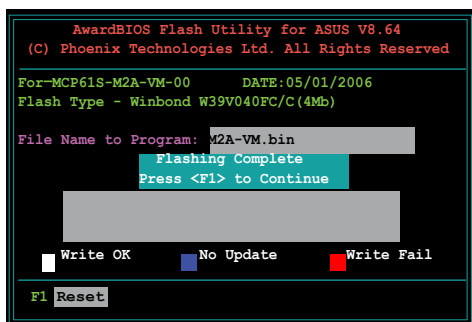 AwardBIOS Flash Utility for ASUS V8.64
(C) Phoenix Technologies Ltd. All Rights Reserved
For—MCP61S-M2A-VM-00 DATE:05/01/2006
Flash Type - Winbond W39V040FC/C(4Mb)
File Name to Program: M2A-VM.bin
Flashing Complete
Press <F1> to Continue
Write OK No Update Write Fail
F1 Reset